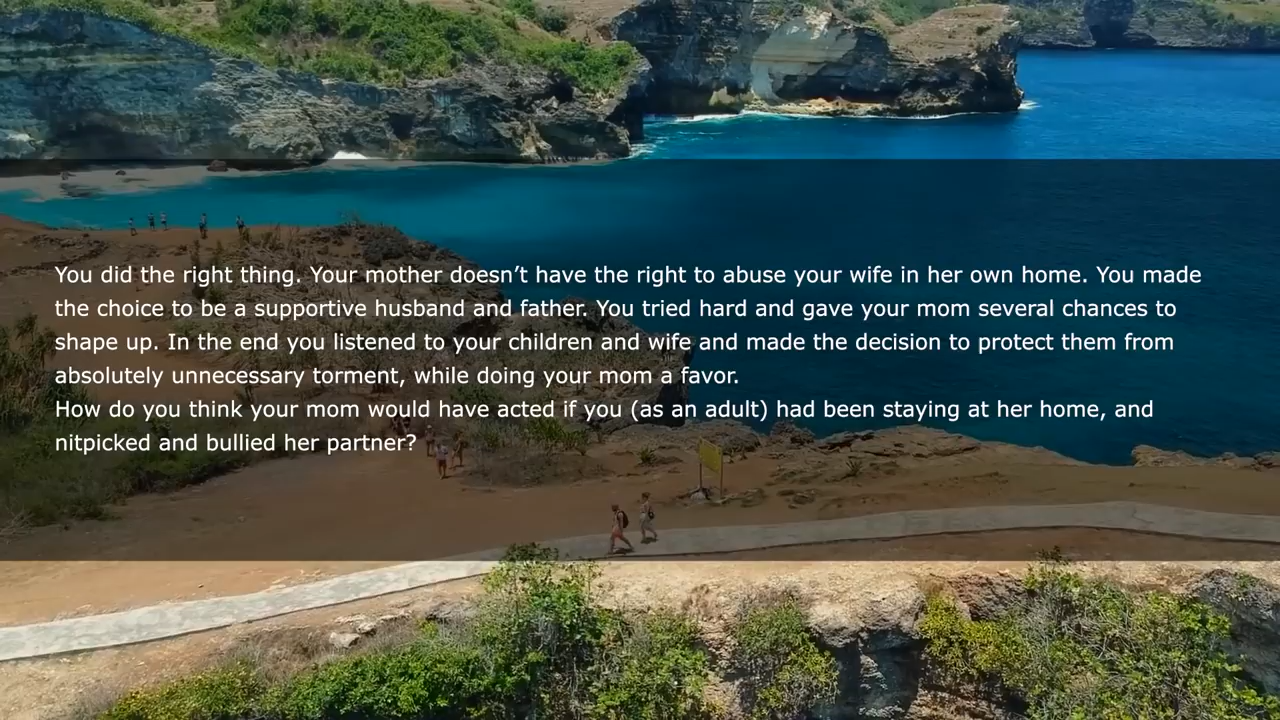 You did the right thing. Your mother doesn’t have the right to abuse your wife in her own home. You made
the choice to be a supportive husband and father. You tried hard and gave your mom several chances to
shape up. In the end you listened to your children and wife and made the decision to protect them from
absolutely unnecessary torment, while doing your mom a favor.
How do you think your mom would have acted if you (as an adult) had been staying at her home, and
nitpicked and bullied her partner?